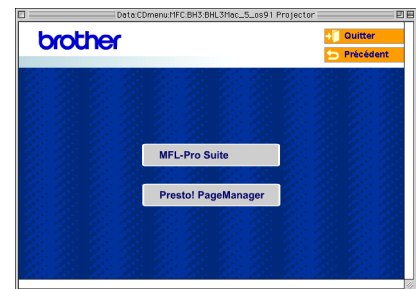 Data:CDmenu:MFC:BH3:BHL3Mac_5_os91 Projector
brother
Quitter
Précédent
MFL-Pro Suite
Presto! PageManager